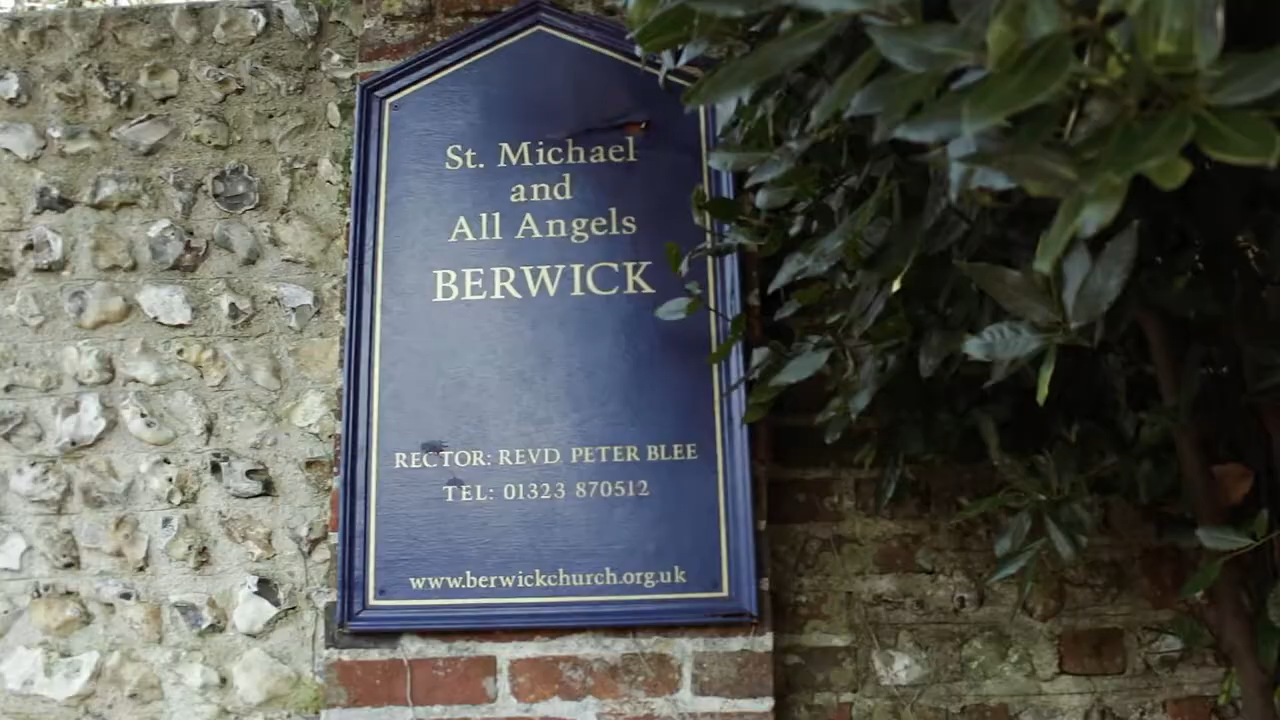 St. Michael
and
All Angels
BERWICK
RECTOR: REVD. PETER BLEE
TEL: 01323 870512
www.berwickchurch.org.uk